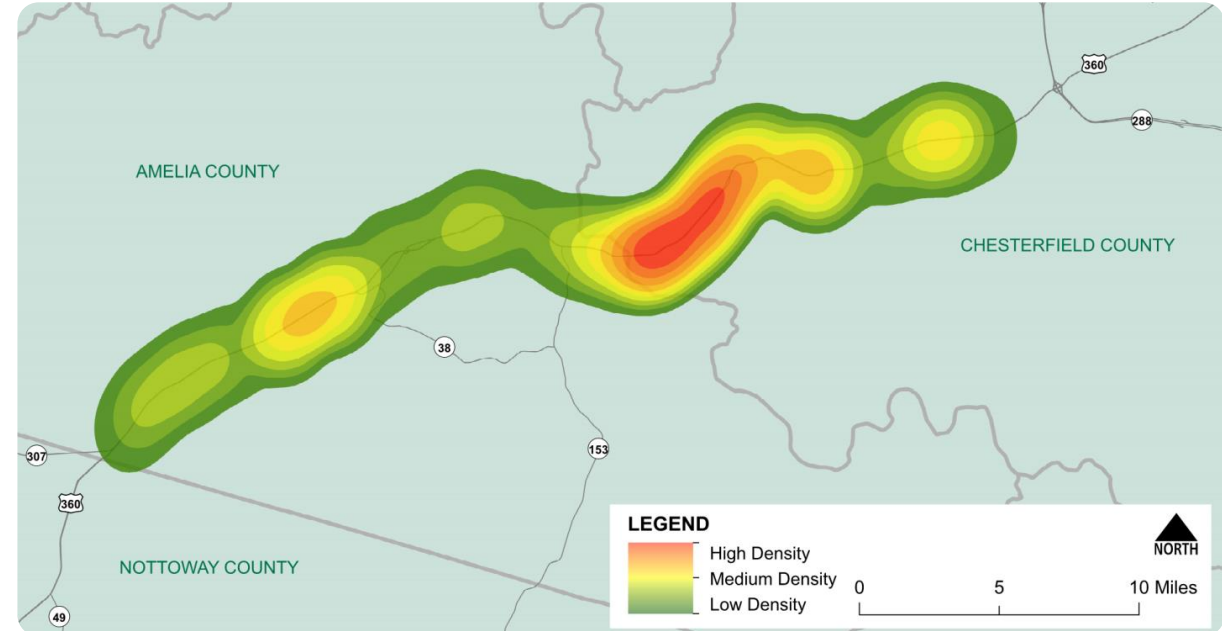 360
288
AMELIA COUNTY
CHESTERFIELD COUNTY
38
153
307
360
NOTTOWAY COUNTY
49
LEGEND
High Density
Medium Density
Low Density
NORTH
0 5 10 Miles